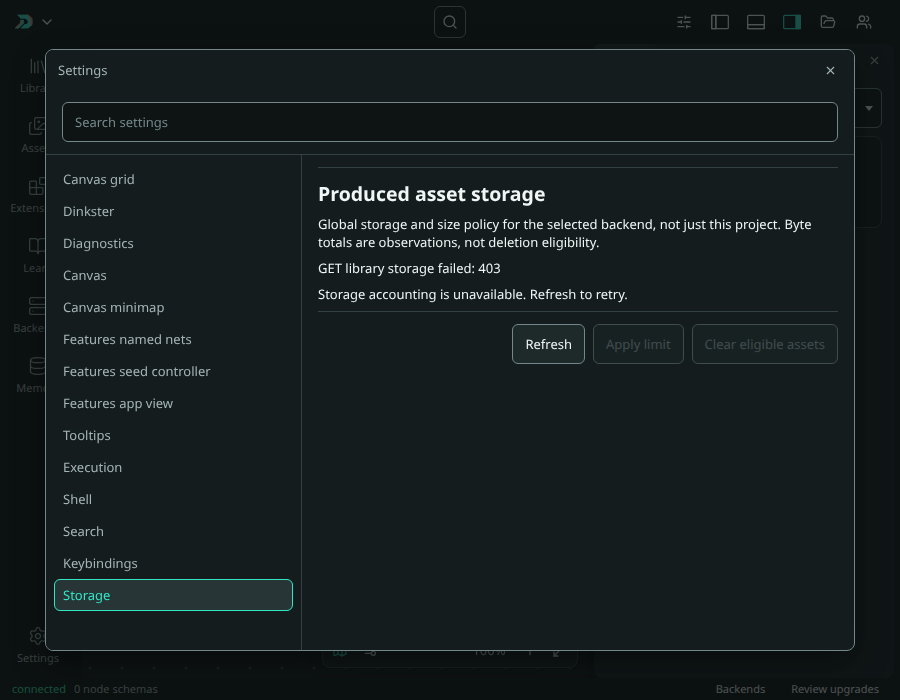 Settings
Search settings
Canvas grid
Dinkster
Diagnostics
Canvas
Canvas minimap
Features named nets
Features seed controller
Features app view
Tooltips
Execution
Shell
Search
Keybindings
Storage
Produced asset storage
Global storage and size policy for the selected backend, not just this project. Byte
totals are observations, not deletion eligibility.
GET library storage failed: 403
Storage accounting is unavailable. Refresh to retry.
Refresh
Apply limit
Clear eligible assets
Settings
connected
0 node schemas
Backends
Review upgrades